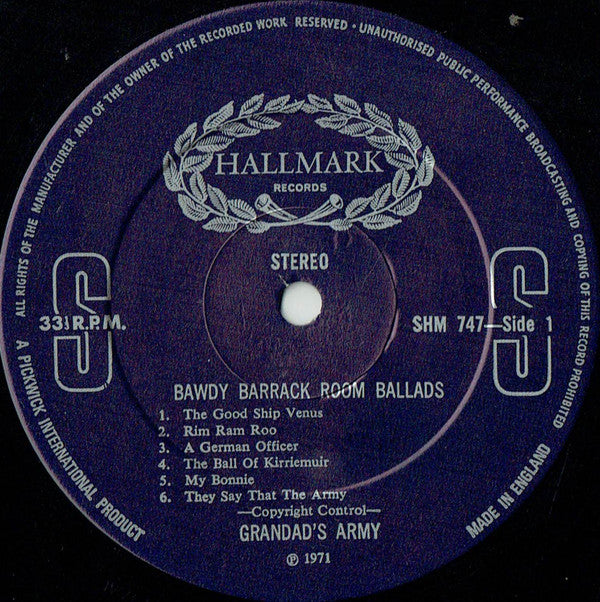 ALL RIGHTS OF THE MANUFACTURER AND OF THE OWNER OF THE RECORDED WORK RESERVED · UNAUTHORISED PUBLIC PERFORMANCE BROADCASTING AND COPYING OF THIS RECORD PROHIBITED
HALLMARK
RECORDS
STEREO
S S
33⅓ R.P.M.
SHM 747—Side 1
BAWDY BARRACK ROOM BALLADS
1. The Good Ship Venus
2. Rim Ram Roo
3. A German Officer
4. The Ball Of Kirriemuir
5. My Bonnie
6. They Say That The Army
—Copyright Control—
GRANDAD'S ARMY
℗ 1971
A PICKWICK INTERNATIONAL PRODUCT
MADE IN ENGLAND